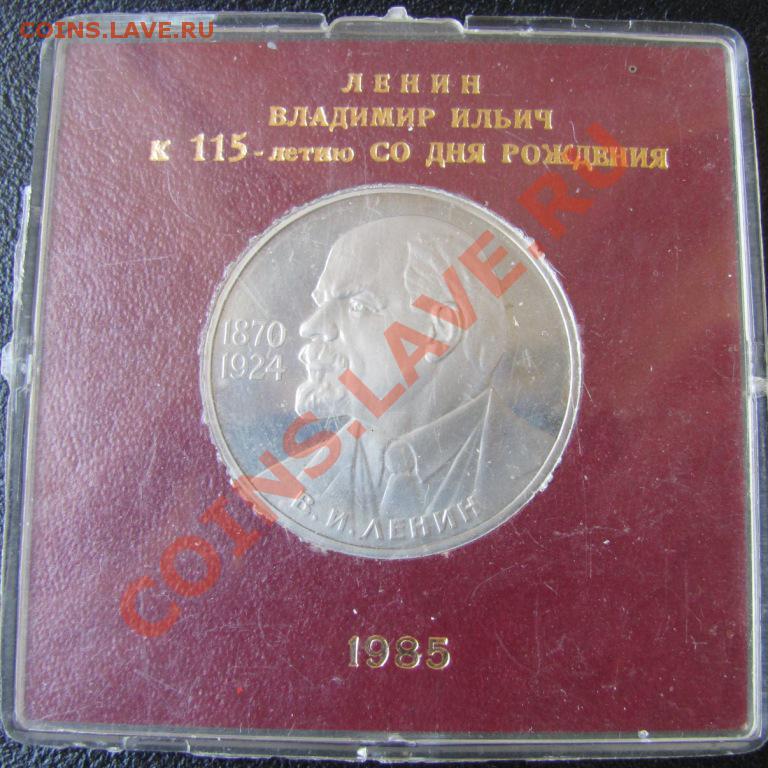 COINS.LAVE.RU
ЛЕНИН
ВЛАДИМИР ИЛЬИЧ
К 115-летию СО ДНЯ РОЖДЕНИЯ
1870
1924
В. И. ЛЕНИН
COINS.LAVE.RU
1985